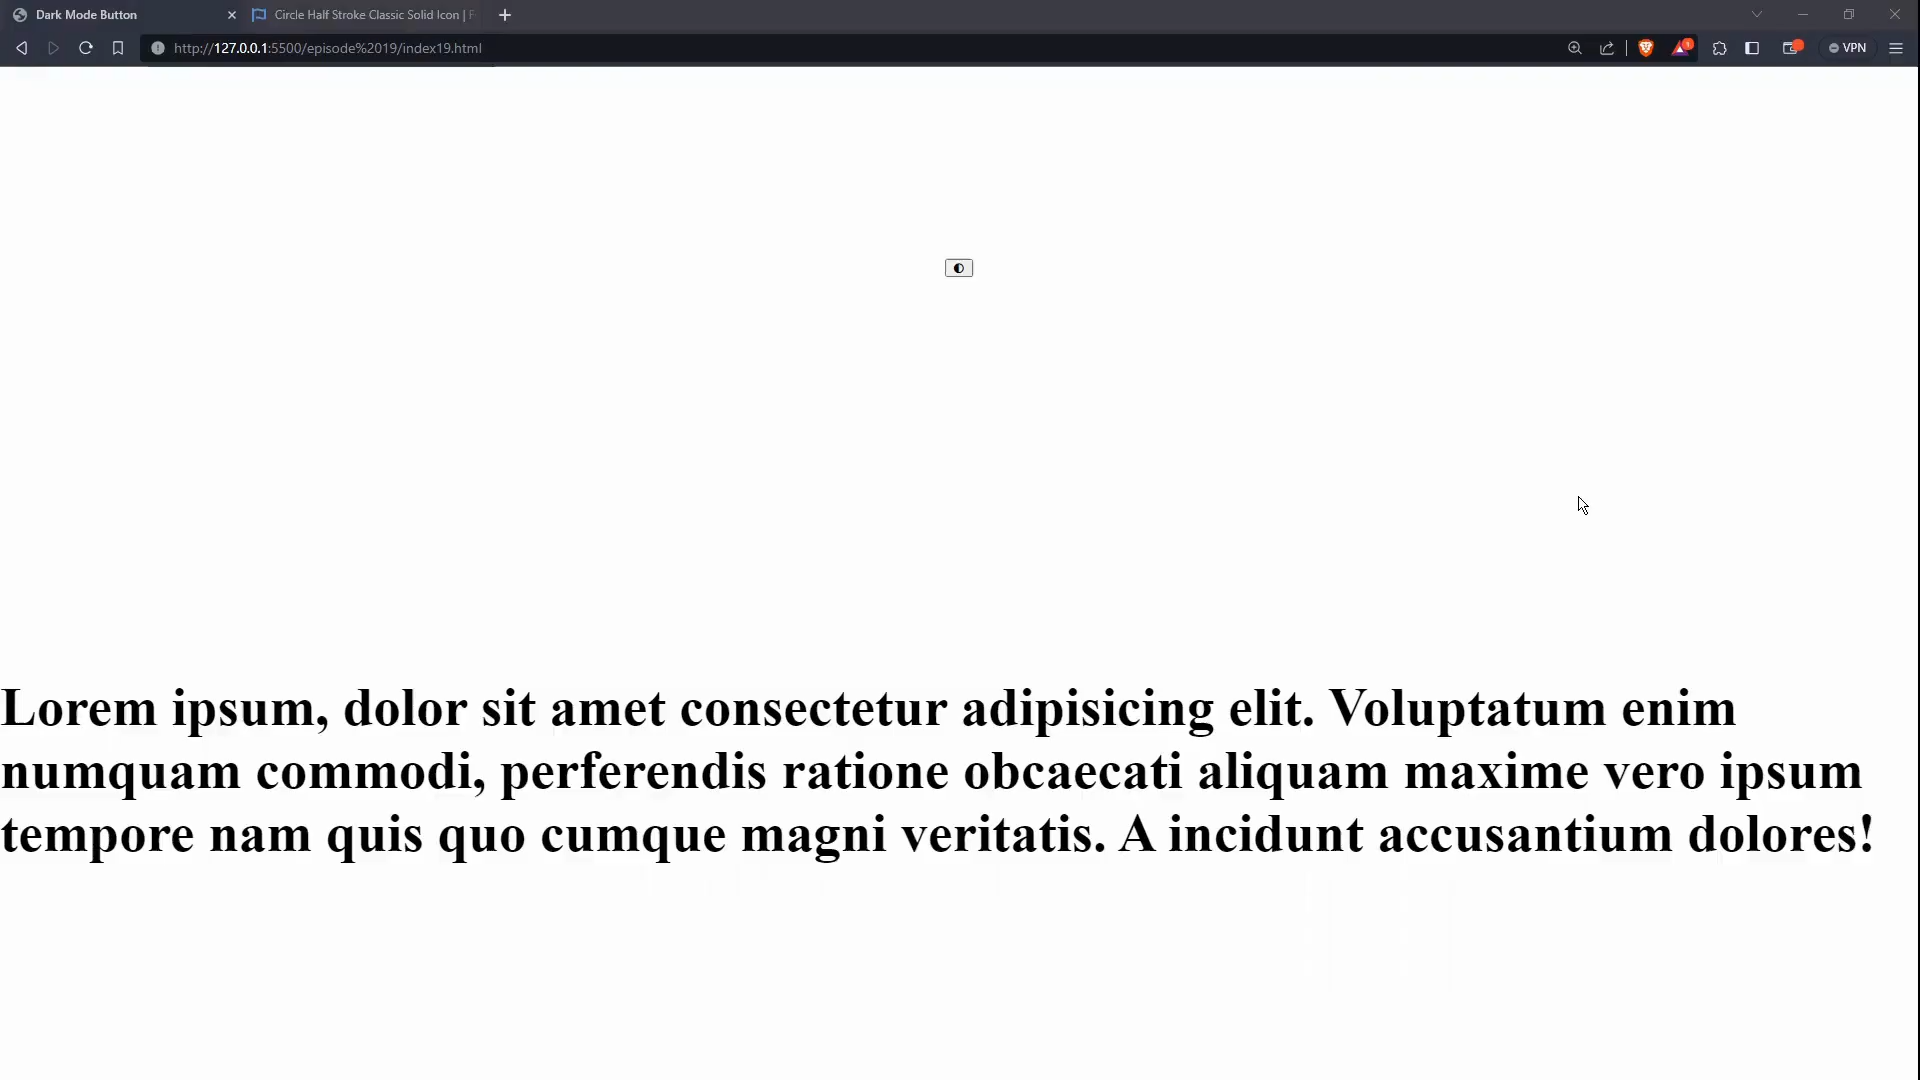 Dark Mode Button
Circle Half Stroke Classic Solid Icon | F
http://127.0.0.1:5500/episode%2019/index19.html
1
VPN
Lorem ipsum, dolor sit amet consectetur adipisicing elit. Voluptatum enim
numquam commodi, perferendis ratione obcaecati aliquam maxime vero ipsum
tempore nam quis quo cumque magni veritatis. A incidunt accusantium dolores!